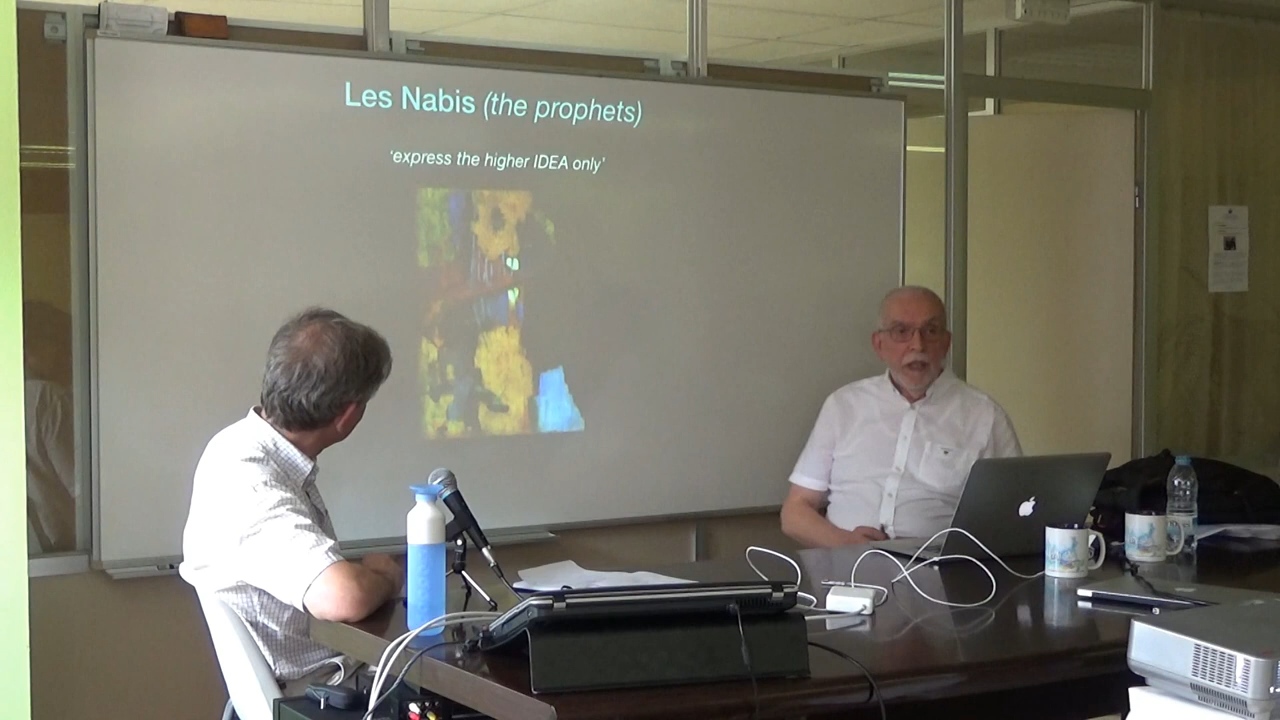 Les Nabis (the prophets)
'express the higher IDEA only'